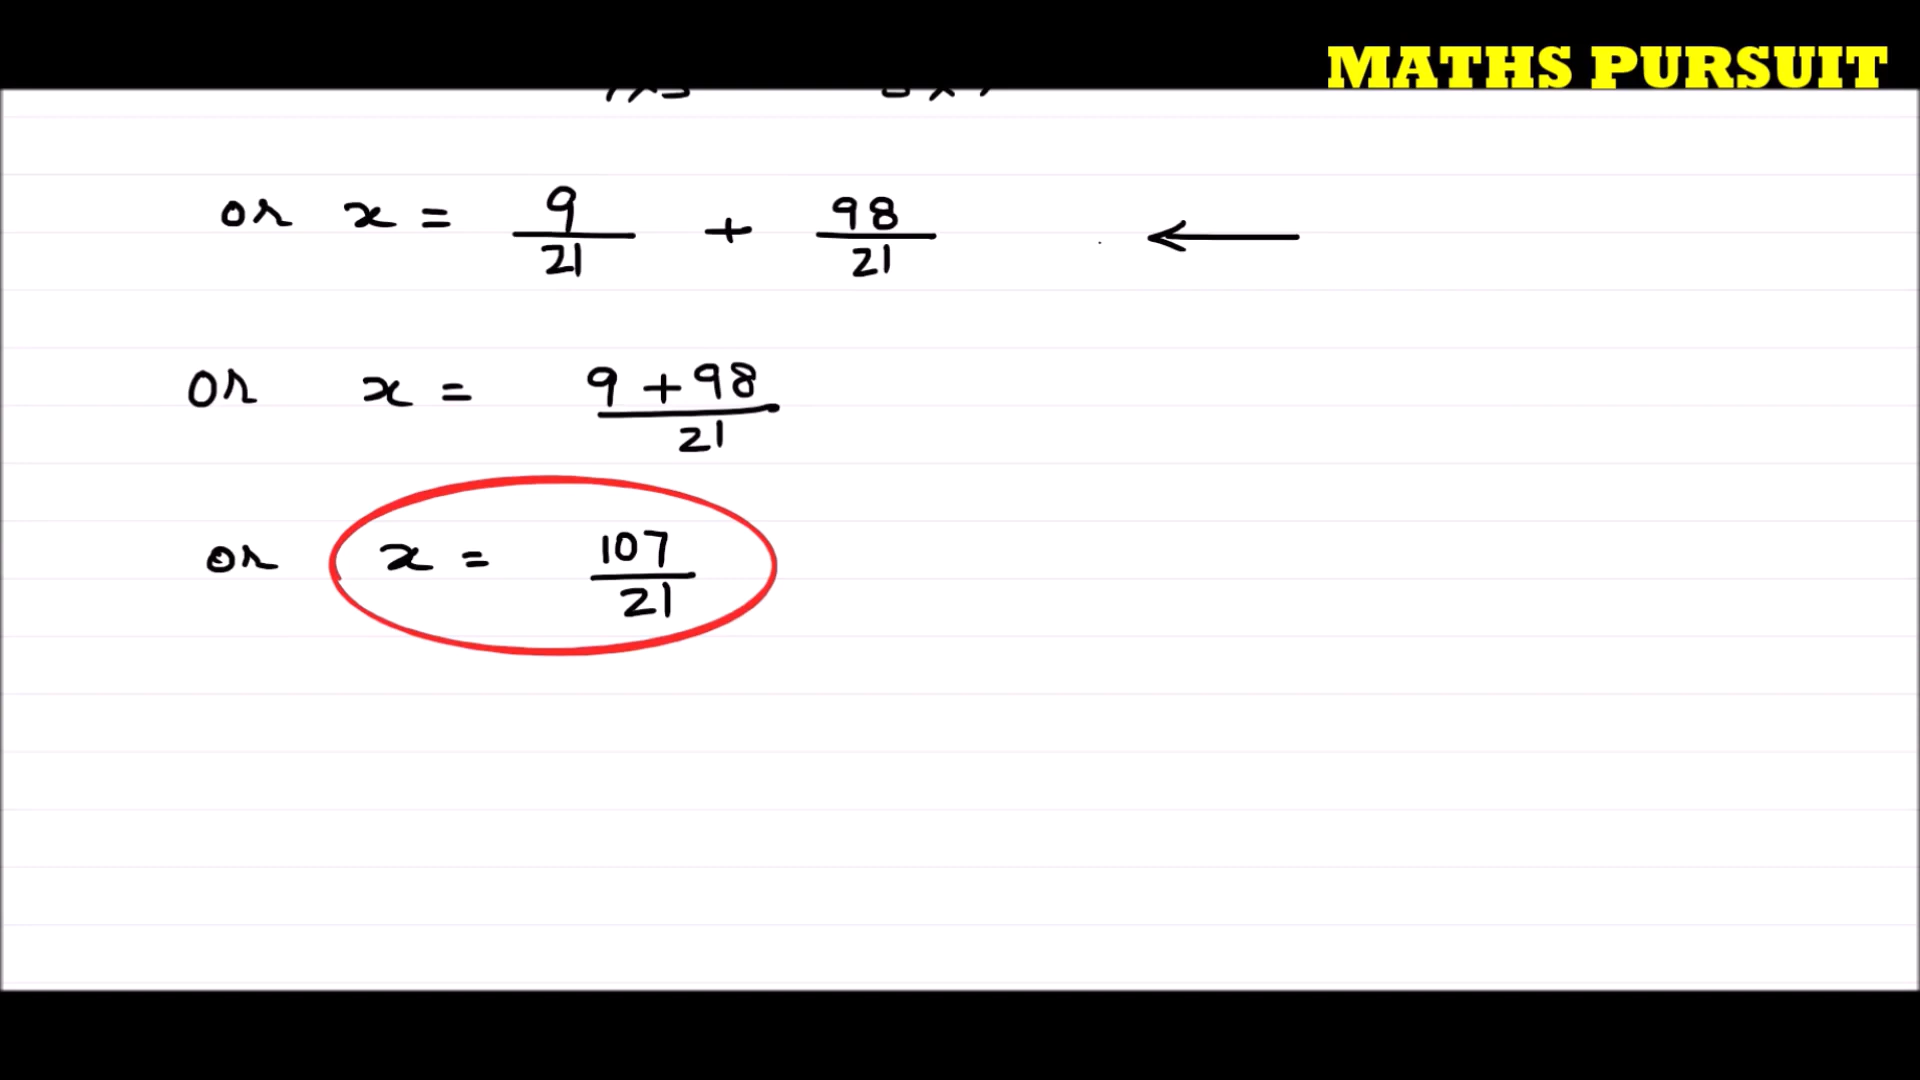 MATHS PURSUIT
or x = 9/21 + 98/21 ←
or x = 9 + 98/21
or x = 107/21